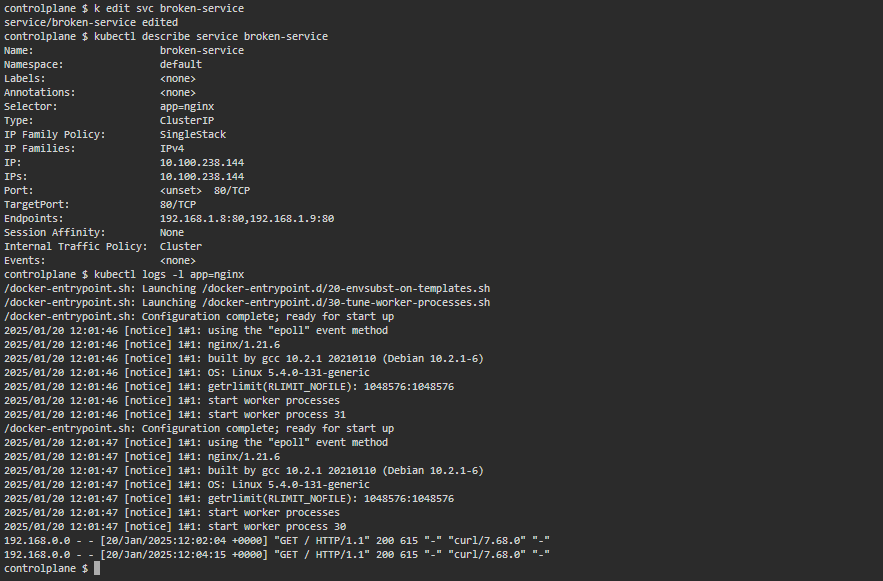 controlplane $ k edit svc broken-service
service/broken-service edited
controlplane $ kubectl describe service broken-service
Name:                     broken-service
Namespace:                default
Labels:                   <none>
Annotations:              <none>
Selector:                 app=nginx
Type:                     ClusterIP
IP Family Policy:         SingleStack
IP Families:              IPv4
IP:                       10.100.238.144
IPs:                      10.100.238.144
Port:                     <unset>  80/TCP
TargetPort:               80/TCP
Endpoints:                192.168.1.8:80,192.168.1.9:80
Session Affinity:         None
Internal Traffic Policy:  Cluster
Events:                   <none>
controlplane $ kubectl logs -l app=nginx
/docker-entrypoint.sh: Launching /docker-entrypoint.d/20-envsubst-on-templates.sh
/docker-entrypoint.sh: Launching /docker-entrypoint.d/30-tune-worker-processes.sh
/docker-entrypoint.sh: Configuration complete; ready for start up
2025/01/20 12:01:46 [notice] 1#1: using the "epoll" event method
2025/01/20 12:01:46 [notice] 1#1: nginx/1.21.6
2025/01/20 12:01:46 [notice] 1#1: built by gcc 10.2.1 20210110 (Debian 10.2.1-6)
2025/01/20 12:01:46 [notice] 1#1: OS: Linux 5.4.0-131-generic
2025/01/20 12:01:46 [notice] 1#1: getrlimit(RLIMIT_NOFILE): 1048576:1048576
2025/01/20 12:01:46 [notice] 1#1: start worker processes
2025/01/20 12:01:46 [notice] 1#1: start worker process 31
/docker-entrypoint.sh: Configuration complete; ready for start up
2025/01/20 12:01:47 [notice] 1#1: using the "epoll" event method
2025/01/20 12:01:47 [notice] 1#1: nginx/1.21.6
2025/01/20 12:01:47 [notice] 1#1: built by gcc 10.2.1 20210110 (Debian 10.2.1-6)
2025/01/20 12:01:47 [notice] 1#1: OS: Linux 5.4.0-131-generic
2025/01/20 12:01:47 [notice] 1#1: getrlimit(RLIMIT_NOFILE): 1048576:1048576
2025/01/20 12:01:47 [notice] 1#1: start worker processes
2025/01/20 12:01:47 [notice] 1#1: start worker process 30
192.168.0.0 - - [20/Jan/2025:12:02:04 +0000] "GET / HTTP/1.1" 200 615 "-" "curl/7.68.0" "-"
192.168.0.0 - - [20/Jan/2025:12:04:15 +0000] "GET / HTTP/1.1" 200 615 "-" "curl/7.68.0" "-"
controlplane $